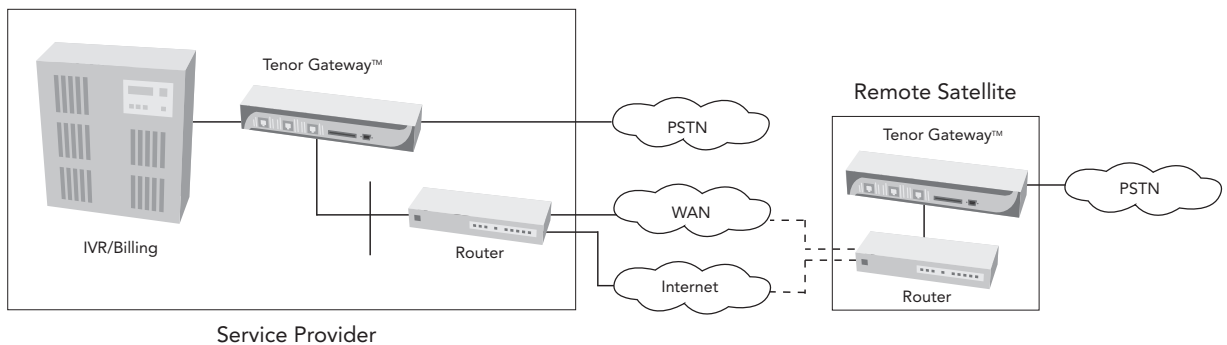 Tenor Gateway™
PSTN
IVR/Billing
WAN
Router
Internet
Service Provider
Remote Satellite
Tenor Gateway™
PSTN
Router